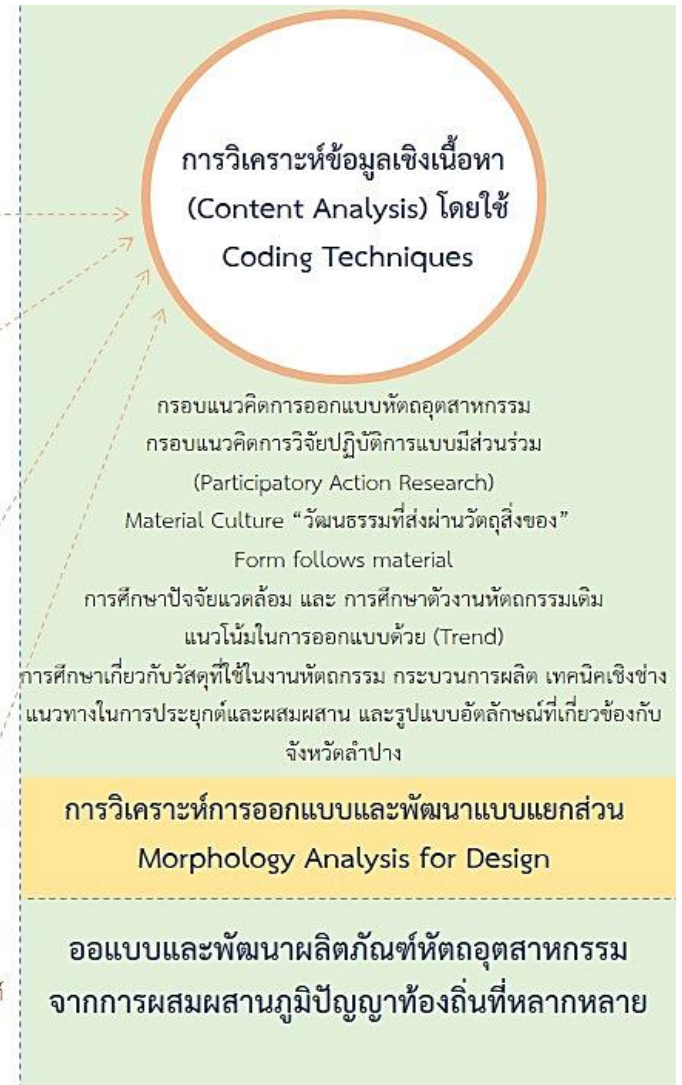 การวิเคราะห์ข้อมูลเชิงเนื้อหา
(Content Analysis) โดยใช้
Coding Techniques
กรอบแนวคิดการออกแบบหัตถอุตสาหกรรม
กรอบแนวคิดการวิจัยปฏิบัติการแบบมีส่วนร่วม
(Participatory Action Research)
Material Culture “วัฒนธรรมที่ส่งผ่านวัตถุสิ่งของ”
Form follows material
การศึกษาปัจจัยแวดล้อม และ การศึกษาตัวงานหัตถกรรมเดิม
แนวโน้มในการออกแบบด้วย (Trend)
การศึกษาเกี่ยวกับวัสดุที่ใช้ในงานหัตถกรรม กระบวนการผลิต เทคนิคเชิงช่าง
แนวทางในการประยุกต์และผสมผสาน และรูปแบบอัตลักษณ์ที่เกี่ยวข้องกับ
จังหวัดลำปาง
การวิเคราะห์การออกแบบและพัฒนาแบบแยกส่วน
Morphology Analysis for Design
ออแบบและพัฒนาผลิตภัณฑ์หัตถอุตสาหกรรม
จากการผสมผสานภูมิปัญญาท้องถิ่นที่หลากหลาย